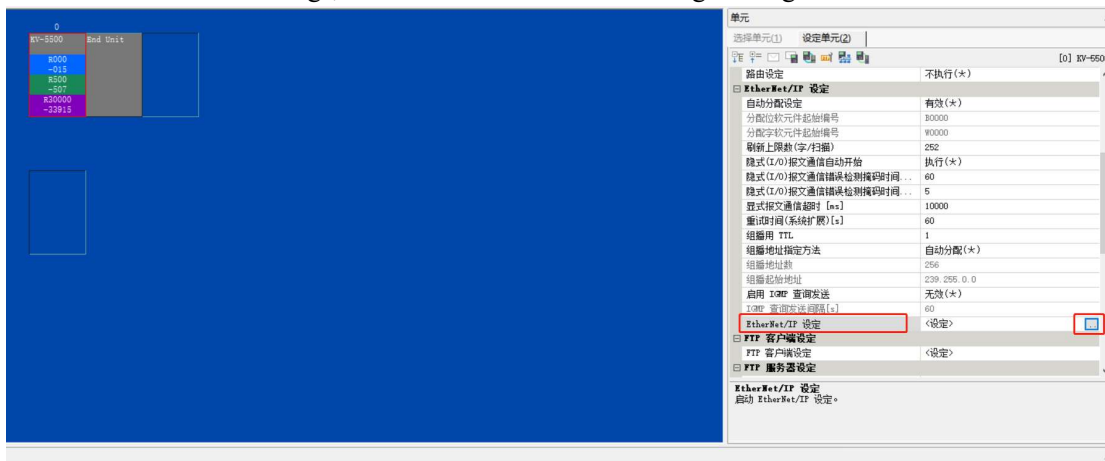 0
KV-5500 End Unit
R000
-015
R500
-507
R30000
-33915
单元
选择单元(1) 设定单元(2)
[0] KV-550
路由设定 不执行(*)
EtherNet/IP 设定
自动分配设定 有效(*)
分配位软元件起始编号 B0000
分配字软元件起始编号 W0000
刷新上限数(字/扫描) 252
隐式(I/O)报文通信自动开始 执行(*)
隐式(I/O)报文通信错误检测掩码时间... 60
隐式(I/O)报文通信错误检测掩码时间... 5
显式报文通信超时 [ms] 10000
重试时间(系统扩展)[s] 60
组播用 TTL 1
组播地址指定方法 自动分配(*)
组播地址数 256
组播起始地址 239.255.0.0
启用 IGMP 查询发送 无效(*)
IGMP 查询发送间隔[s] 60
EtherNet/IP 设定 <设定> ...
FTP 客户端设定
FTP 客户端设定 <设定>
FTP 服务器设定
EtherNet/IP 设定
启动 EtherNet/IP 设定。